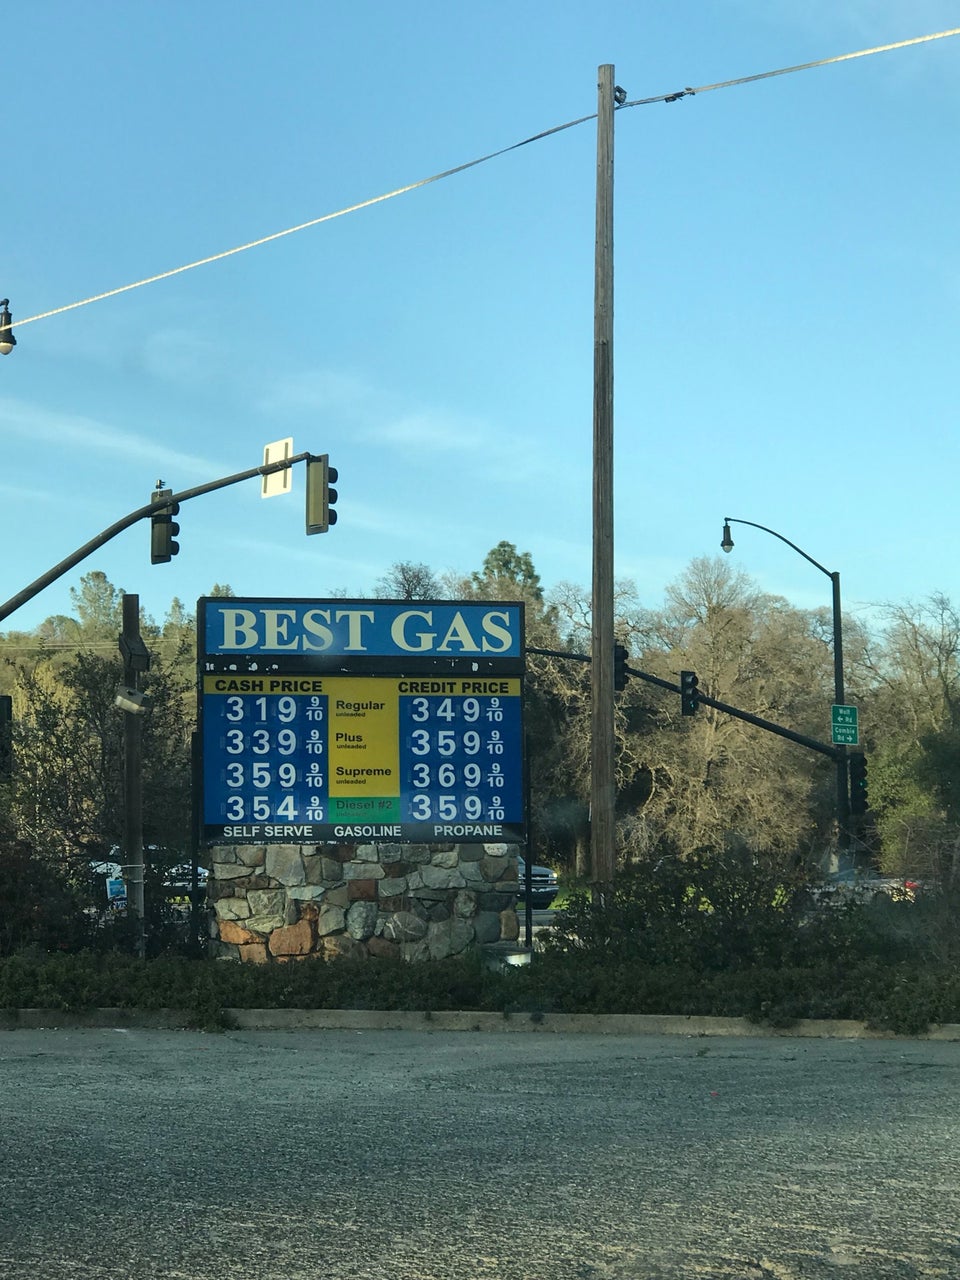 BEST GAS
CASH PRICE CREDIT PRICE
319 9/10 Regular unleaded 349 9/10
339 9/10 Plus unleaded 359 9/10
359 9/10 Supreme unleaded 369 9/10
354 9/10 Diesel #2 359 9/10
SELF SERVE GASOLINE PROPANE
Wolf
← Rd
Combie
Rd →